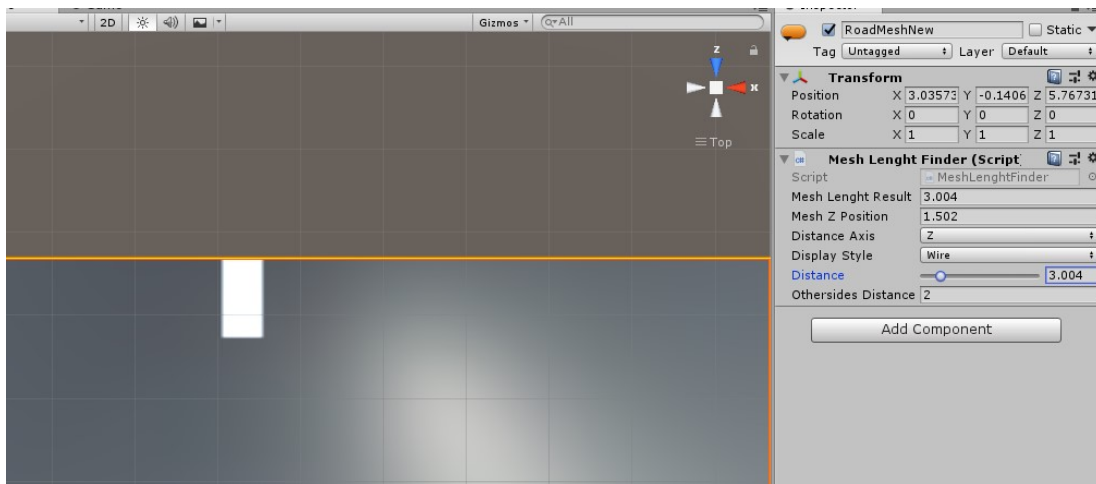 2D
Gizmos
All
z
x
Top
RoadMeshNew
Static
Tag Untagged Layer Default
Transform
Position X 3.03573 Y -0.1406 Z 5.76731
Rotation X 0 Y 0 Z 0
Scale X 1 Y 1 Z 1
Mesh Lenght Finder (Script)
Script MeshLenghtFinder
Mesh Lenght Result 3.004
Mesh Z Position 1.502
Distance Axis Z
Display Style Wire
Distance 3.004
Othersides Distance 2
Add Component